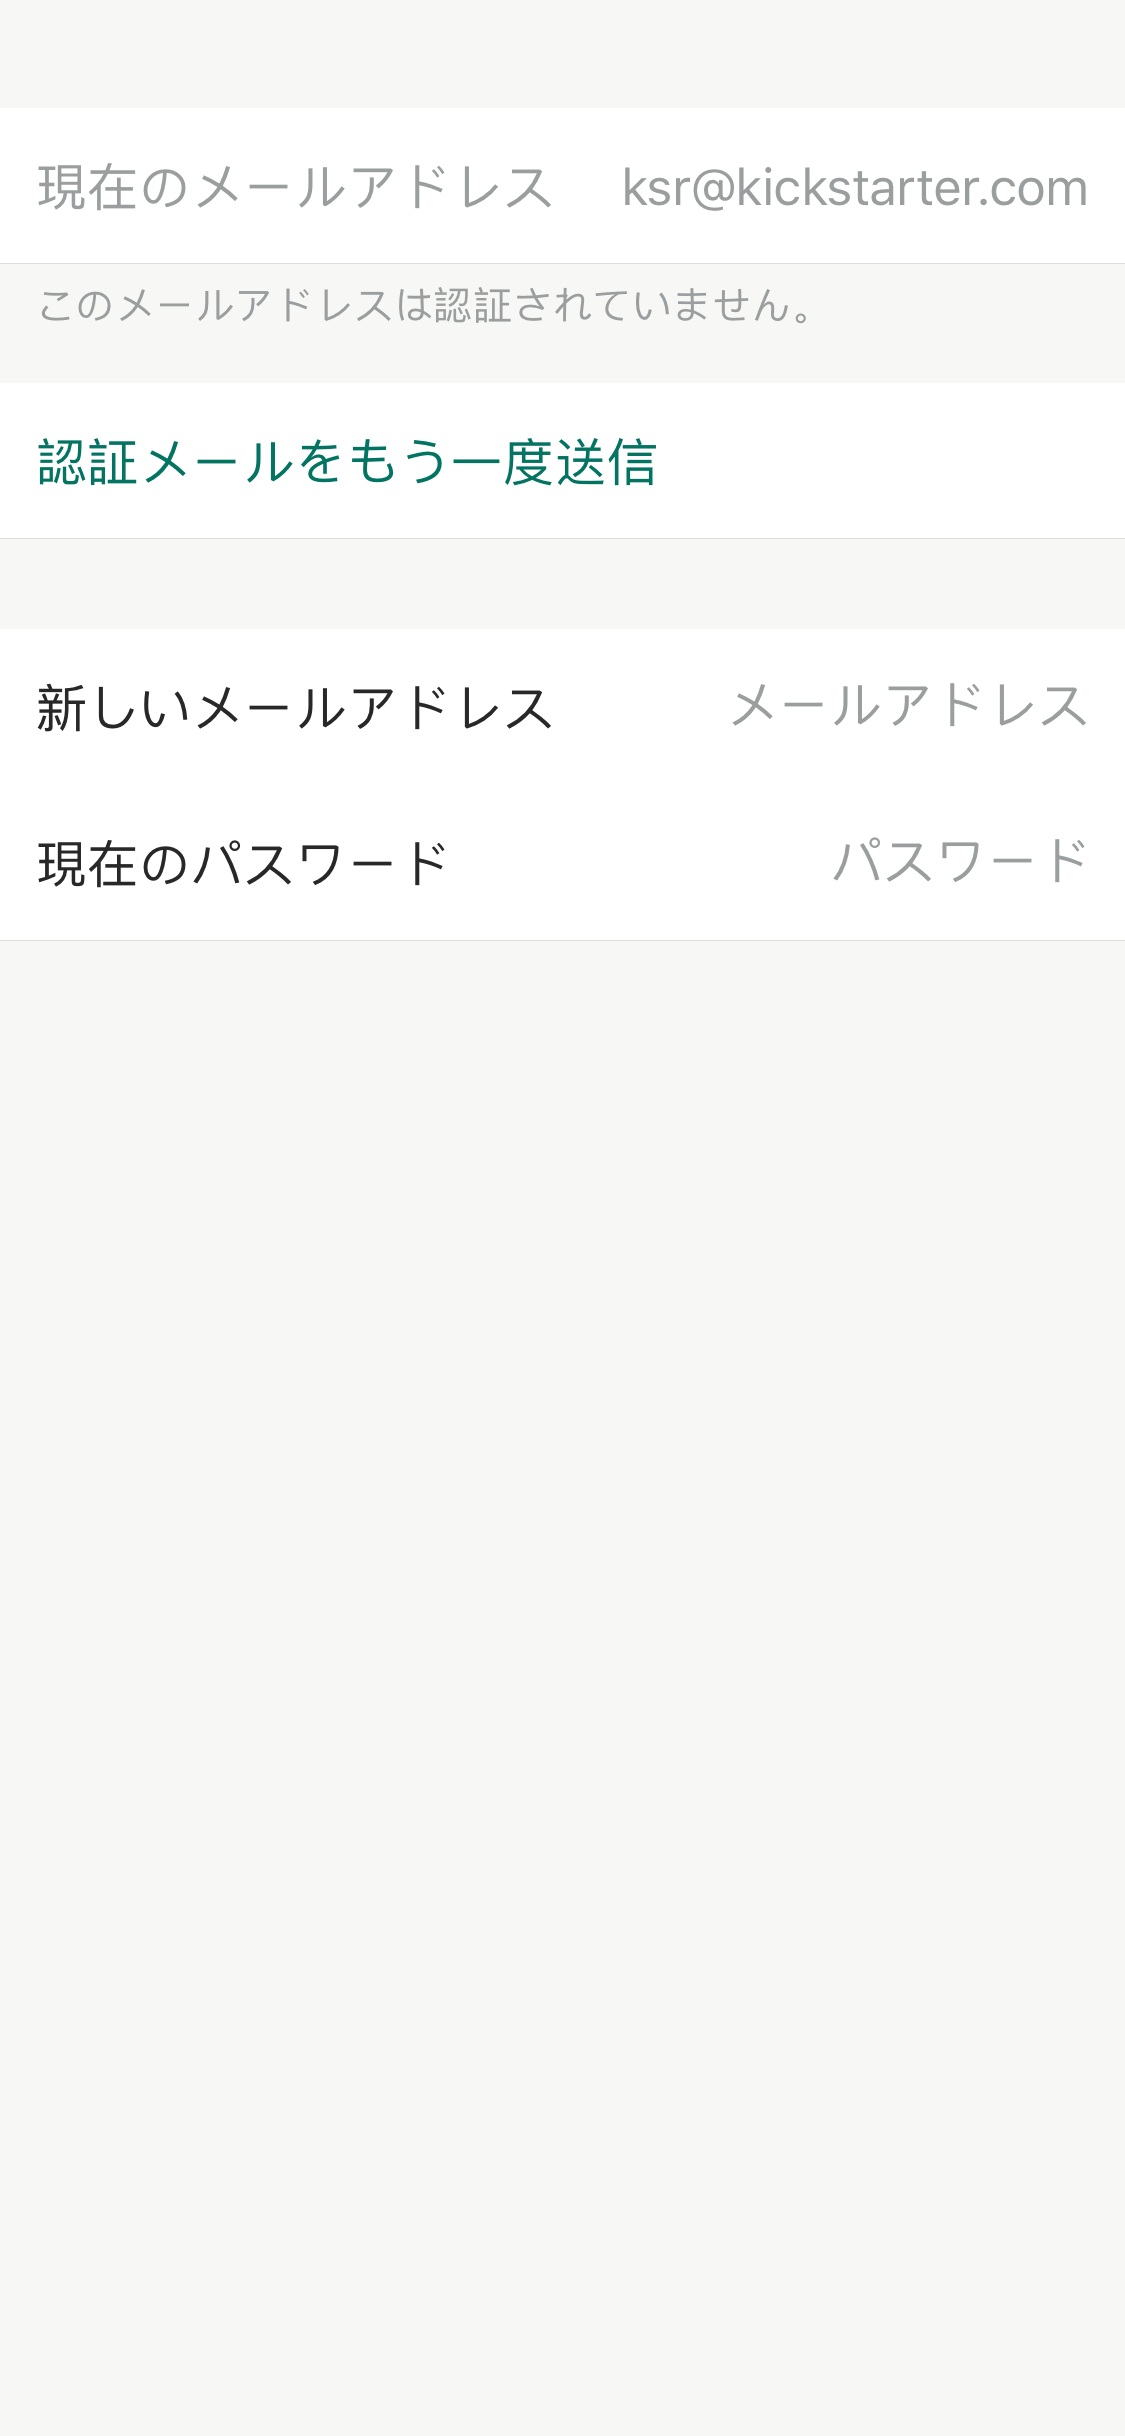 現在のメールアドレス ksr@kickstarter.com
このメールアドレスは認証されていません。
認証メールをもう一度送信
新しいメールアドレス メールアドレス
現在のパスワード パスワード